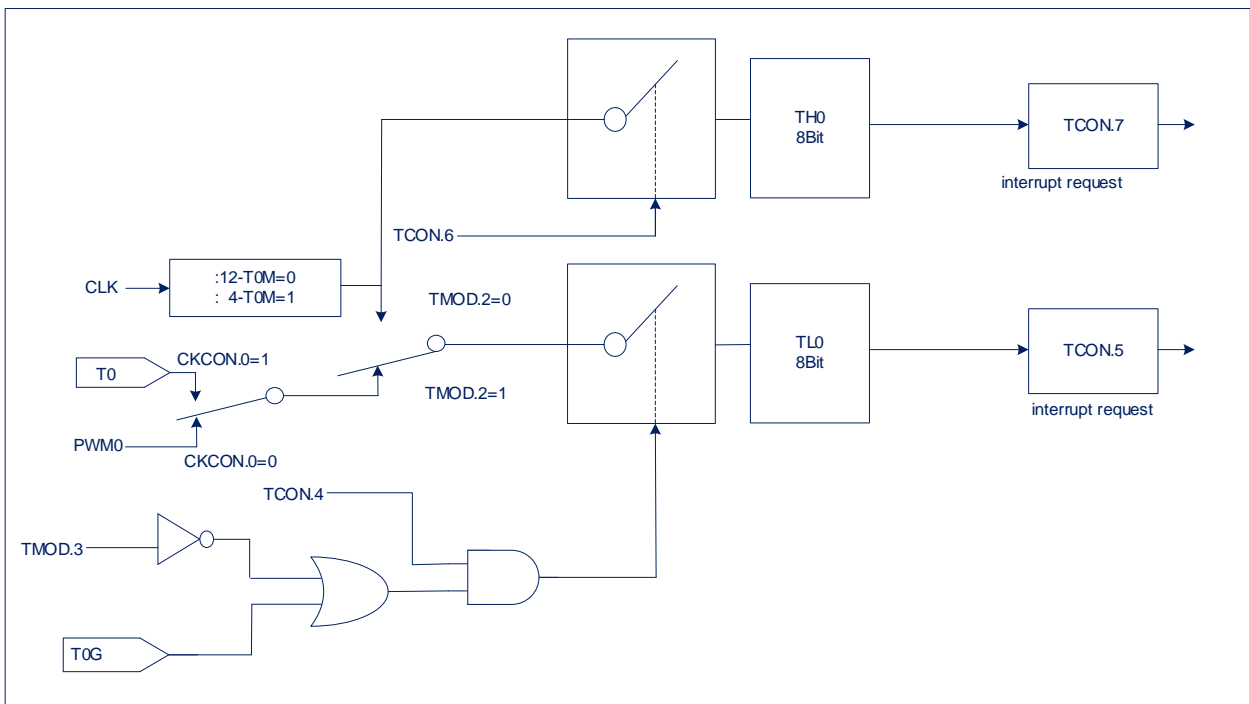 TH0
8Bit
TCON.7
interrupt request
TCON.6
CLK
:12-T0M=0
: 4-T0M=1
TMOD.2=0
T0
CKCON.0=1
TMOD.2=1
PWM0
CKCON.0=0
TL0
8Bit
TCON.5
interrupt request
TCON.4
TMOD.3
T0G